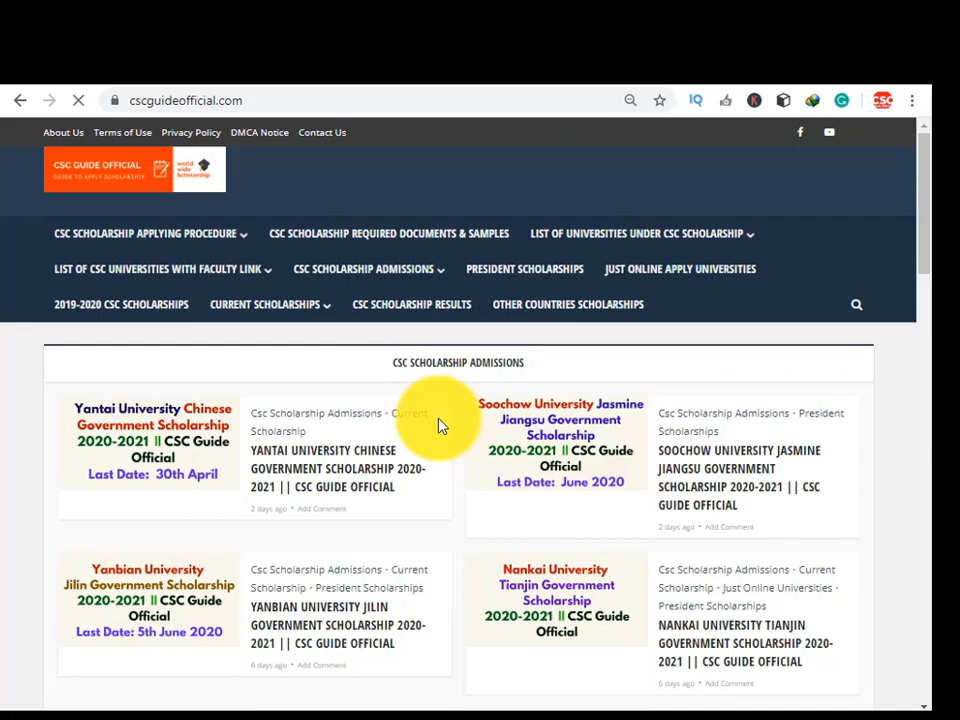 cscguideofficial.com
IQ
K
CSC
About Us Terms of Use Privacy Policy DMCA Notice Contact Us
CSC GUIDE OFFICIAL
GUIDE TO APPLY SCHOLARSHIP
world
wide
Scholarship
CSC SCHOLARSHIP APPLYING PROCEDURE CSC SCHOLARSHIP REQUIRED DOCUMENTS & SAMPLES LIST OF UNIVERSITIES UNDER CSC SCHOLARSHIP
LIST OF CSC UNIVERSITIES WITH FACULTY LINK CSC SCHOLARSHIP ADMISSIONS PRESIDENT SCHOLARSHIPS JUST ONLINE APPLY UNIVERSITIES
2019-2020 CSC SCHOLARSHIPS CURRENT SCHOLARSHIPS CSC SCHOLARSHIP RESULTS OTHER COUNTRIES SCHOLARSHIPS
CSC SCHOLARSHIP ADMISSIONS
Yantai University Chinese
Government Scholarship
2020-2021 || CSC Guide
Official
Last Date: 30th April
Csc Scholarship Admissions • Current
Scholarship
YANTAI UNIVERSITY CHINESE
GOVERNMENT SCHOLARSHIP 2020-
2021 || CSC GUIDE OFFICIAL
2 days ago • Add Comment
Soochow University Jasmine
Jiangsu Government
Scholarship
2020-2021 || CSC Guide
Official
Last Date: June 2020
Csc Scholarship Admissions • President
Scholarships
SOOCHOW UNIVERSITY JASMINE
JIANGSU GOVERNMENT
SCHOLARSHIP 2020-2021 || CSC
GUIDE OFFICIAL
2 days ago • Add Comment
Yanbian University
Jilin Government Scholarship
2020-2021 || CSC Guide
Official
Last Date: 5th June 2020
Csc Scholarship Admissions • Current
Scholarship • President Scholarships
YANBIAN UNIVERSITY JILIN
GOVERNMENT SCHOLARSHIP 2020-
2021 || CSC GUIDE OFFICIAL
6 days ago • Add Comment
Nankai University
Tianjin Government
Scholarship
2020-2021 || CSC Guide
Official
Csc Scholarship Admissions • Current
Scholarship • Just Online Universities •
President Scholarships
NANKAI UNIVERSITY TIANJIN
GOVERNMENT SCHOLARSHIP 2020-
2021 || CSC GUIDE OFFICIAL
6 days ago • Add Comment